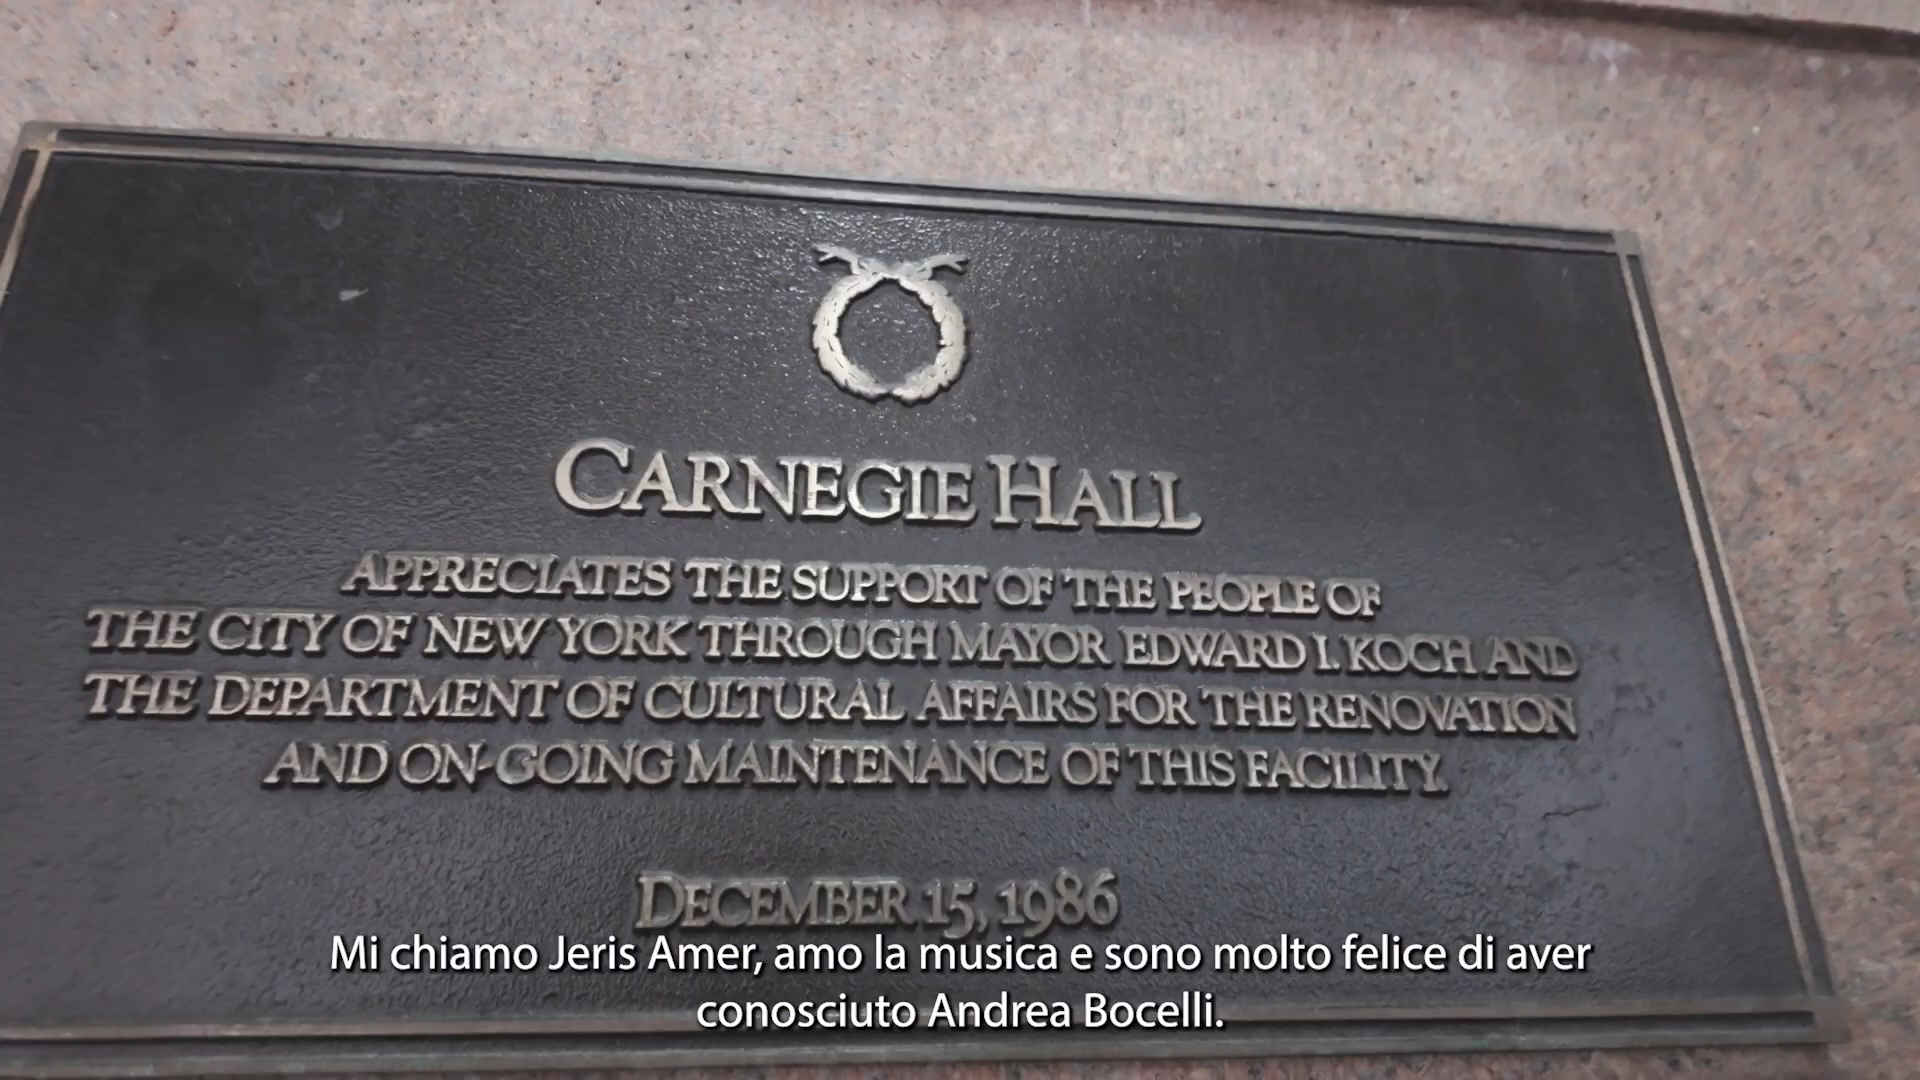 CARNEGIE HALL
APPRECIATES THE SUPPORT OF THE PEOPLE OF
THE CITY OF NEW YORK THROUGH MAYOR EDWARD I. KOCH AND
THE DEPARTMENT OF CULTURAL AFFAIRS FOR THE RENOVATION
AND ON-GOING MAINTENANCE OF THIS FACILITY.
DECEMBER 15, 1986
Mi chiamo Jeris Amer, amo la musica e sono molto felice di aver
conosciuto Andrea Bocelli.